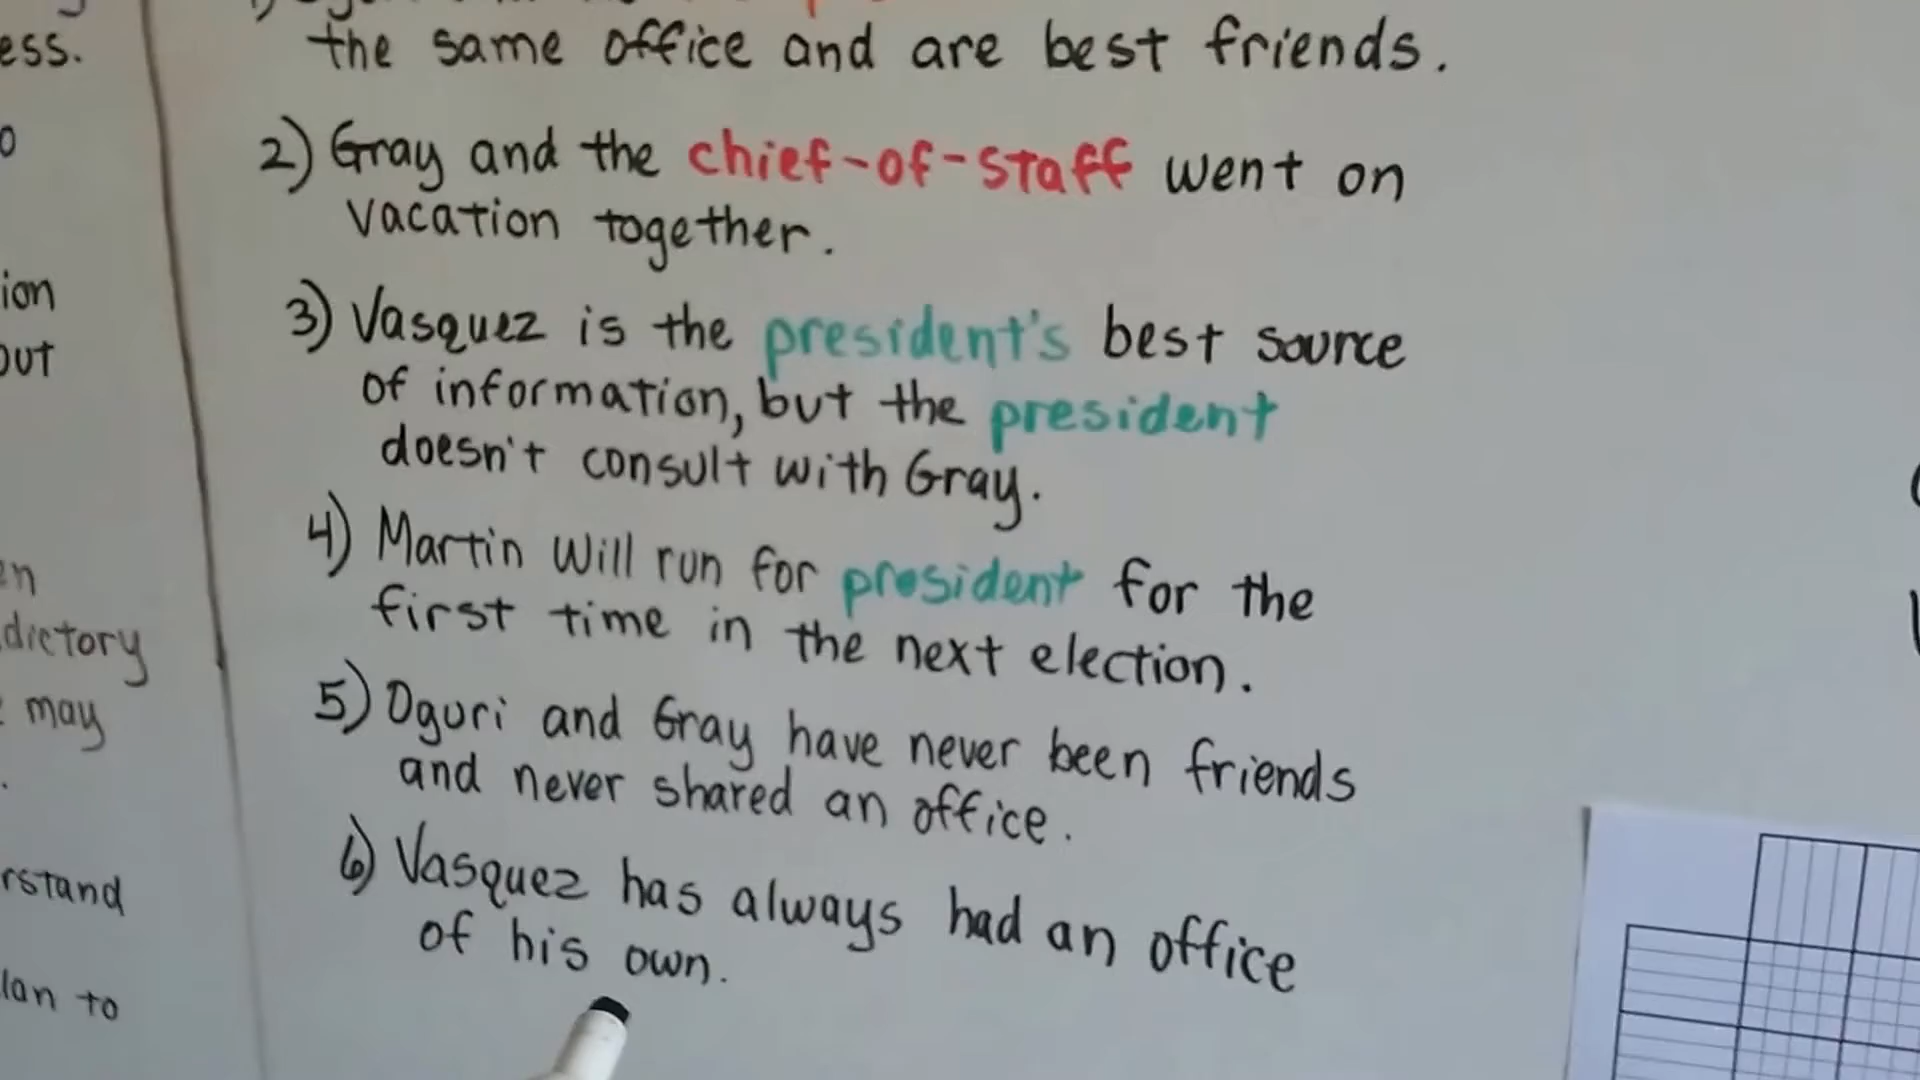 the same office and are best friends.
2) Gray and the chief-of-staff went on
vacation together.
3) Vasquez is the president's best source
of information, but the president
doesn't consult with Gray.
4) Martin will run for president for the
first time in the next election.
5) Oguri and Gray have never been friends
and never shared an office.
6) Vasquez has always had an office
of his own.
ess.
ion
out
en
dictory
may
rstand
lan to